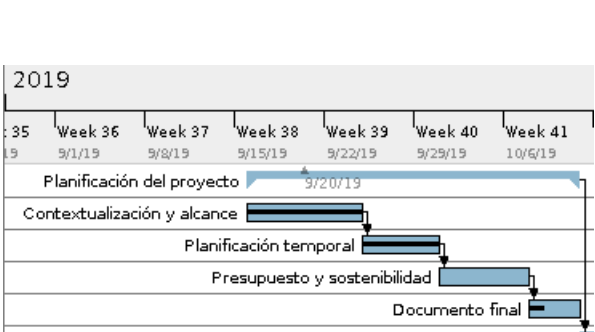 2019
: 35 Week 36 Week 37 Week 38 Week 39 Week 40 Week 41
19 9/1/19 9/8/19 9/15/19 9/22/19 9/29/19 10/6/19
Planificación del proyecto 9/20/19
Contextualización y alcance
Planificación temporal
Presupuesto y sostenibilidad
Documento final